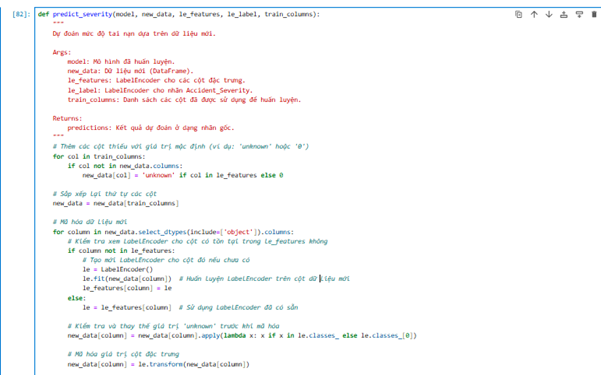 [82]: def predict_severity(model, new_data, le_features, le_label, train_columns):
"""
Dự đoán mức độ tai nạn dựa trên dữ liệu mới.
Args:
model: Mô hình đã huấn luyện.
new_data: Dữ liệu mới (DataFrame).
le_features: LabelEncoder cho các cột đặc trưng.
le_label: LabelEncoder cho nhãn Accident_Severity.
train_columns: Danh sách các cột đã được sử dụng để huấn luyện.
Returns:
predictions: Kết quả dự đoán ở dạng nhãn gốc.
"""
# Thêm các cột thiếu với giá trị mặc định (ví dụ: 'unknown' hoặc '0')
for col in train_columns:
if col not in new_data.columns:
new_data[col] = 'unknown' if col in le_features else 0
# Sắp xếp lại thứ tự các cột
new_data = new_data[train_columns]
# Mã hóa dữ liệu mới
for column in new_data.select_dtypes(include=['object']).columns:
# Kiểm tra xem LabelEncoder cho cột có tồn tại trong le_features không
if column not in le_features:
# Tạo mới LabelEncoder cho cột đó nếu chưa có
le = LabelEncoder()
le.fit(new_data[column]) # Huấn luyện LabelEncoder trên cột dữ liệu mới
le_features[column] = le
else:
le = le_features[column] # Sử dụng LabelEncoder đã có sẵn
# Kiểm tra và thay thế giá trị 'unknown' trước khi mã hóa
new_data[column] = new_data[column].apply(lambda x: x if x in le.classes_ else le.classes_[0])
# Mã hóa giá trị cột đặc trưng
new_data[column] = le.transform(new_data[column])